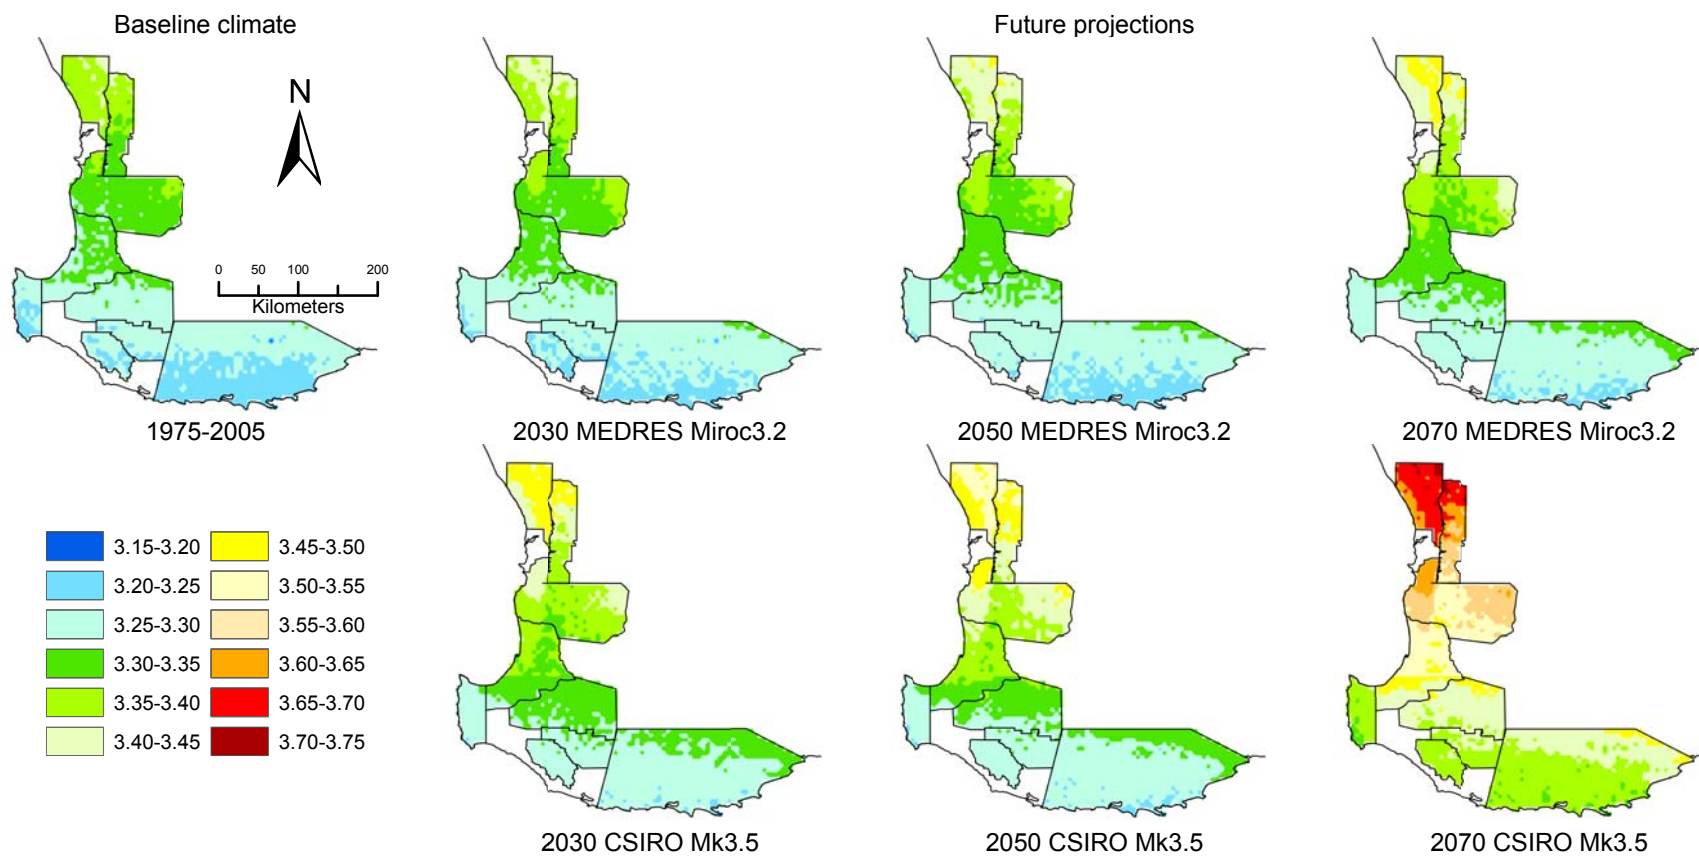 Baseline climate
Future projections
N
0 50 100 200
Kilometers
1975-2005
2030 MEDRES Miroc3.2
2050 MEDRES Miroc3.2
2070 MEDRES Miroc3.2
3.15-3.20
3.20-3.25
3.25-3.30
3.30-3.35
3.35-3.40
3.40-3.45
3.45-3.50
3.50-3.55
3.55-3.60
3.60-3.65
3.65-3.70
3.70-3.75
2030 CSIRO Mk3.5
2050 CSIRO Mk3.5
2070 CSIRO Mk3.5